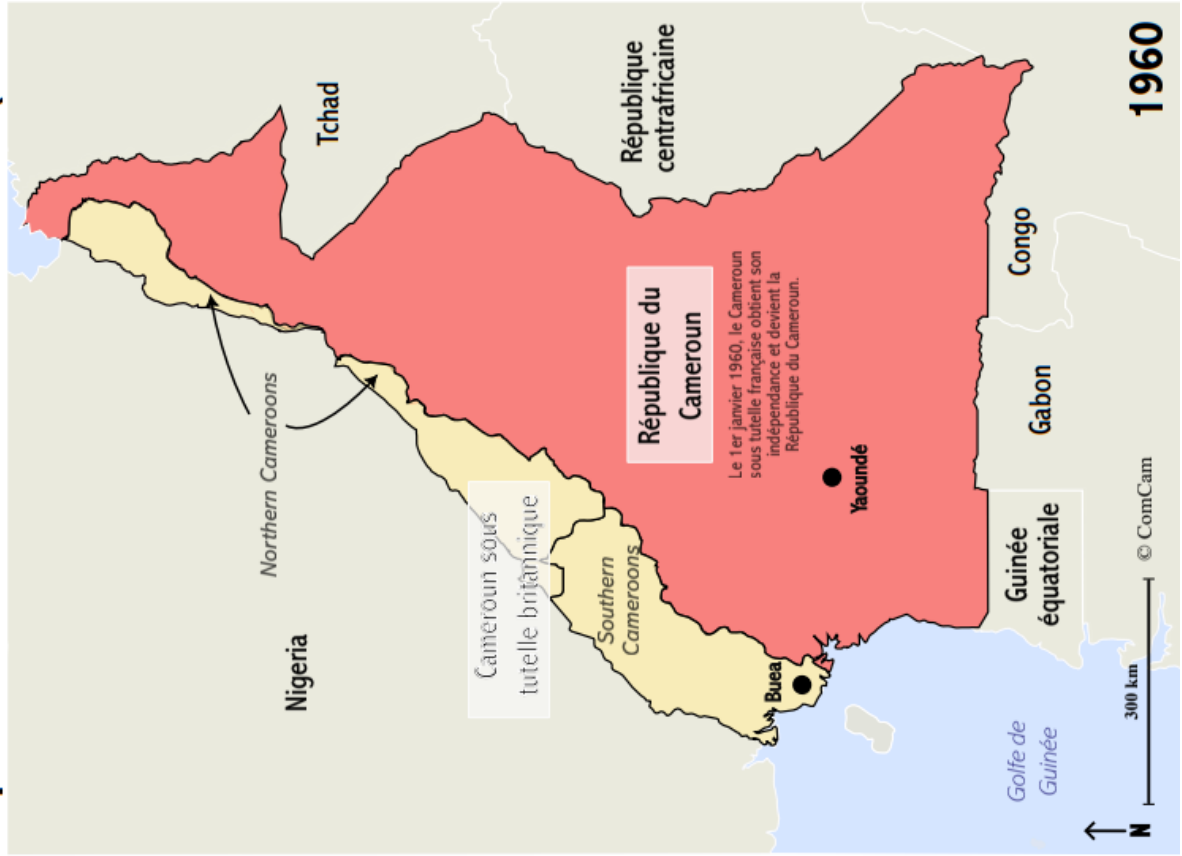 1960
Tchad
République
centrafricaine
Northern Cameroons
Nigeria
Cameroun sous
tutelle britannique
Southern
Cameroons
République du
Cameroun
Le 1er janvier 1960, le Cameroun
sous tutelle française obtient son
indépendance et devient la
République du Cameroun.
Yaoundé
Buea
Congo
Gabon
Guinée
équatoriale
Golfe de
Guinée
N
300 km
© ComCam